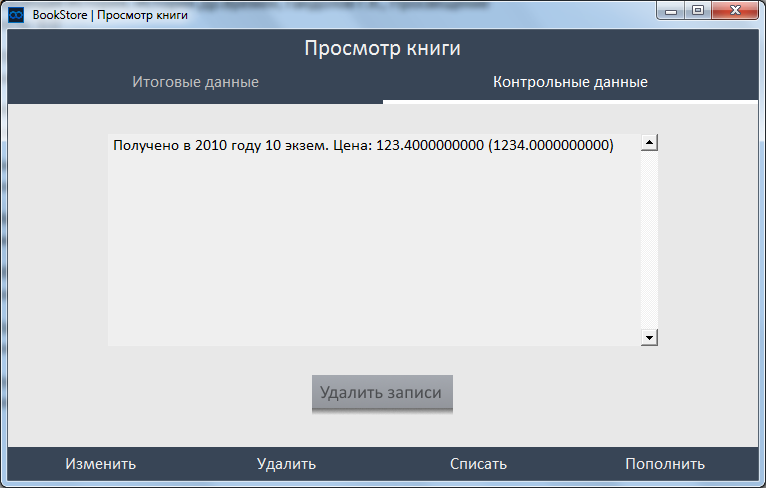 BookStore | Просмотр книги
Просмотр книги
Итоговые данные
Контрольные данные
Получено в 2010 году 10 экзем. Цена: 123.4000000000 (1234.0000000000)
Удалить записи
Изменить
Удалить
Списать
Пополнить